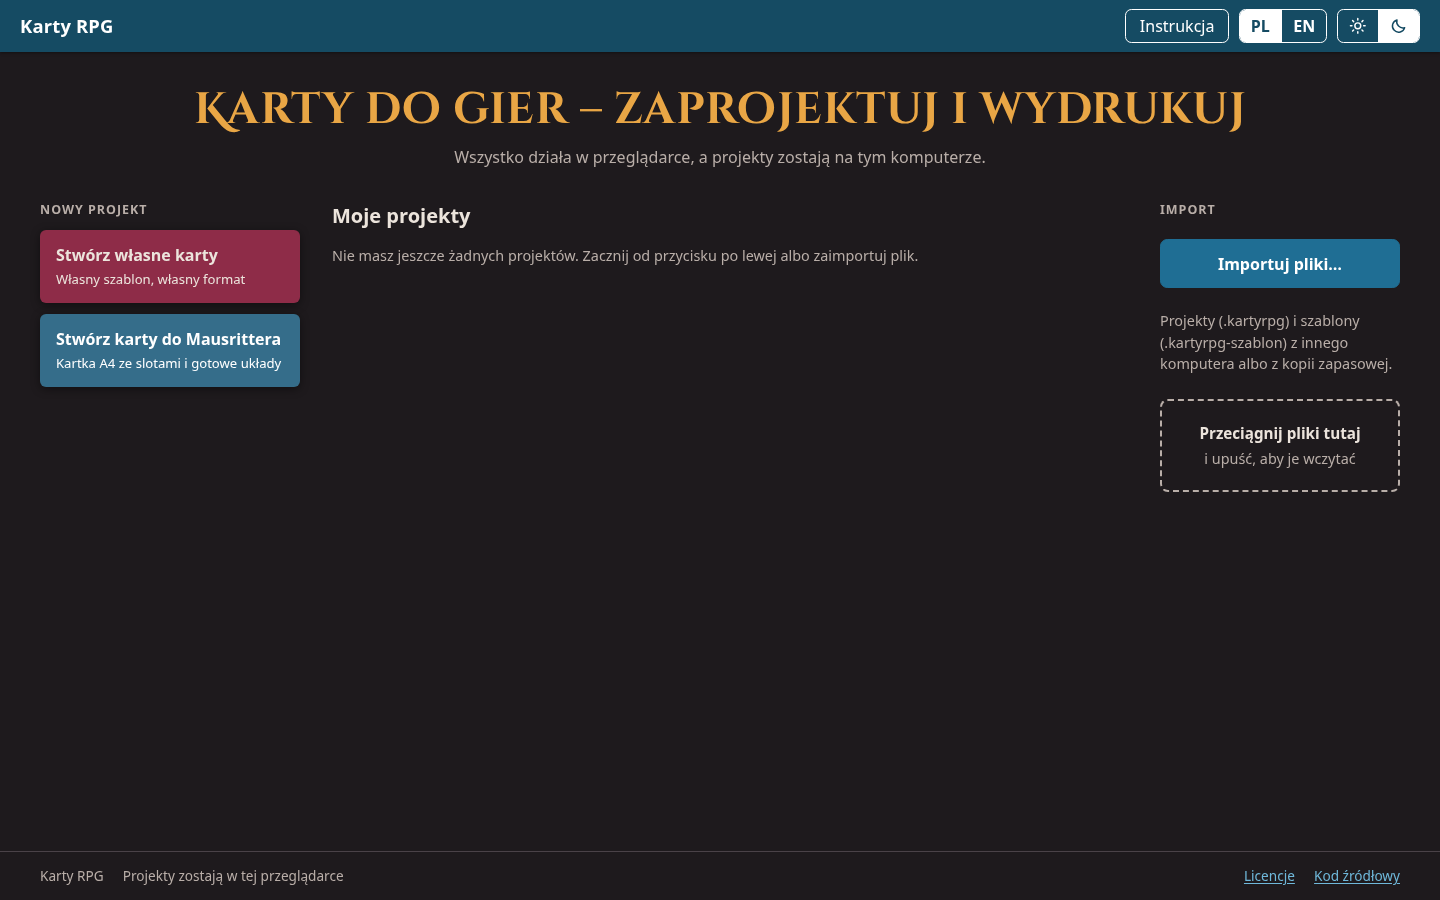 Karty RPG
Instrukcja
PL
EN
Karty do gier – zaprojektuj i wydrukuj
Wszystko działa w przeglądarce, a projekty zostają na tym komputerze.
NOWY PROJEKT
Stwórz własne karty
Własny szablon, własny format
Stwórz karty do Mausrittera
Kartka A4 ze slotami i gotowe układy
Moje projekty
Nie masz jeszcze żadnych projektów. Zacznij od przycisku po lewej albo zaimportuj plik.
IMPORT
Importuj pliki...
Projekty (.kartyrpg) i szablony
(.kartyrpg-szablon) z innego
komputera albo z kopii zapasowej.
Przeciągnij pliki tutaj
i upuść, aby je wczytać
Karty RPG
Projekty zostają w tej przeglądarce
Licencje
Kod źródłowy